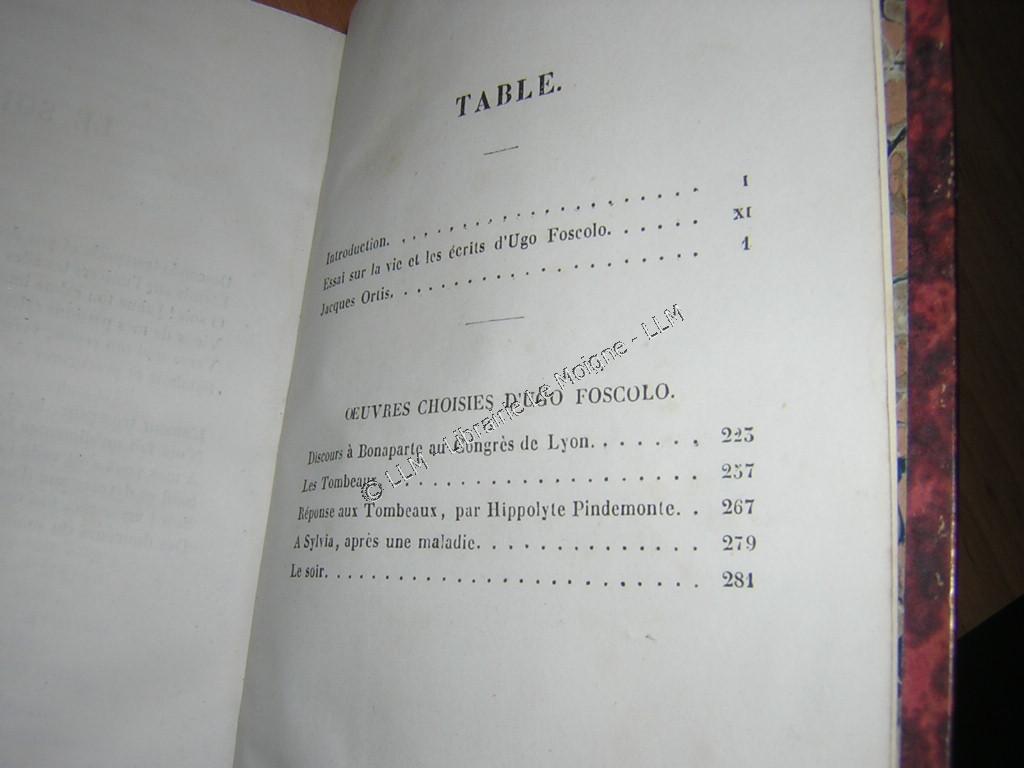 TABLE.
Introduction. . . . . . . . . . . . . . . . . . . . I
Essai sur la vie et les écrits d'Ugo Foscolo. . . . . . XI
Jacques Ortis. . . . . . . . . . . . . . . . . . . 1
ŒUVRES CHOISIES D'UGO FOSCOLO.
Discours à Bonaparte au Congrès de Lyon. . . . . . . 223
Les Tombeaux. . . . . . . . . . . . . . . . . . 257
Réponse aux Tombeaux, par Hippolyte Pindemonte. . 267
A Sylvia, après une maladie. . . . . . . . . . . . . 279
Le soir. . . . . . . . . . . . . . . . . . . . . . 281
© LLM - Librairie Le Moigne - LLM